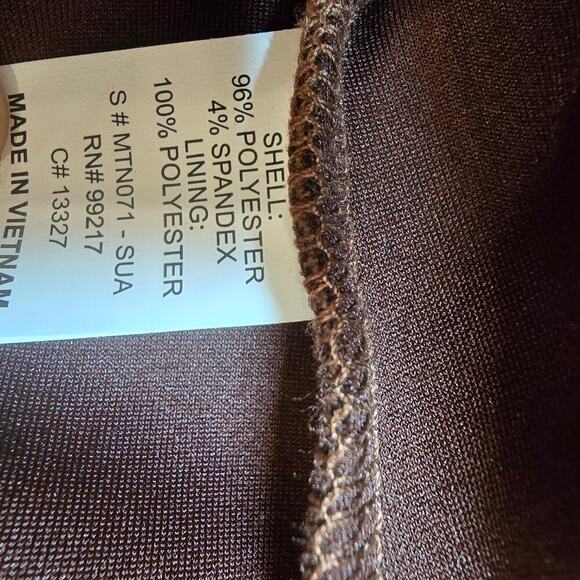 SHELL:
96% POLYESTER
4% SPANDEX
LINING:
100% POLYESTER
S # MTN071 - SUA
RN# 99217
C# 13327
MADE IN VIETNAM